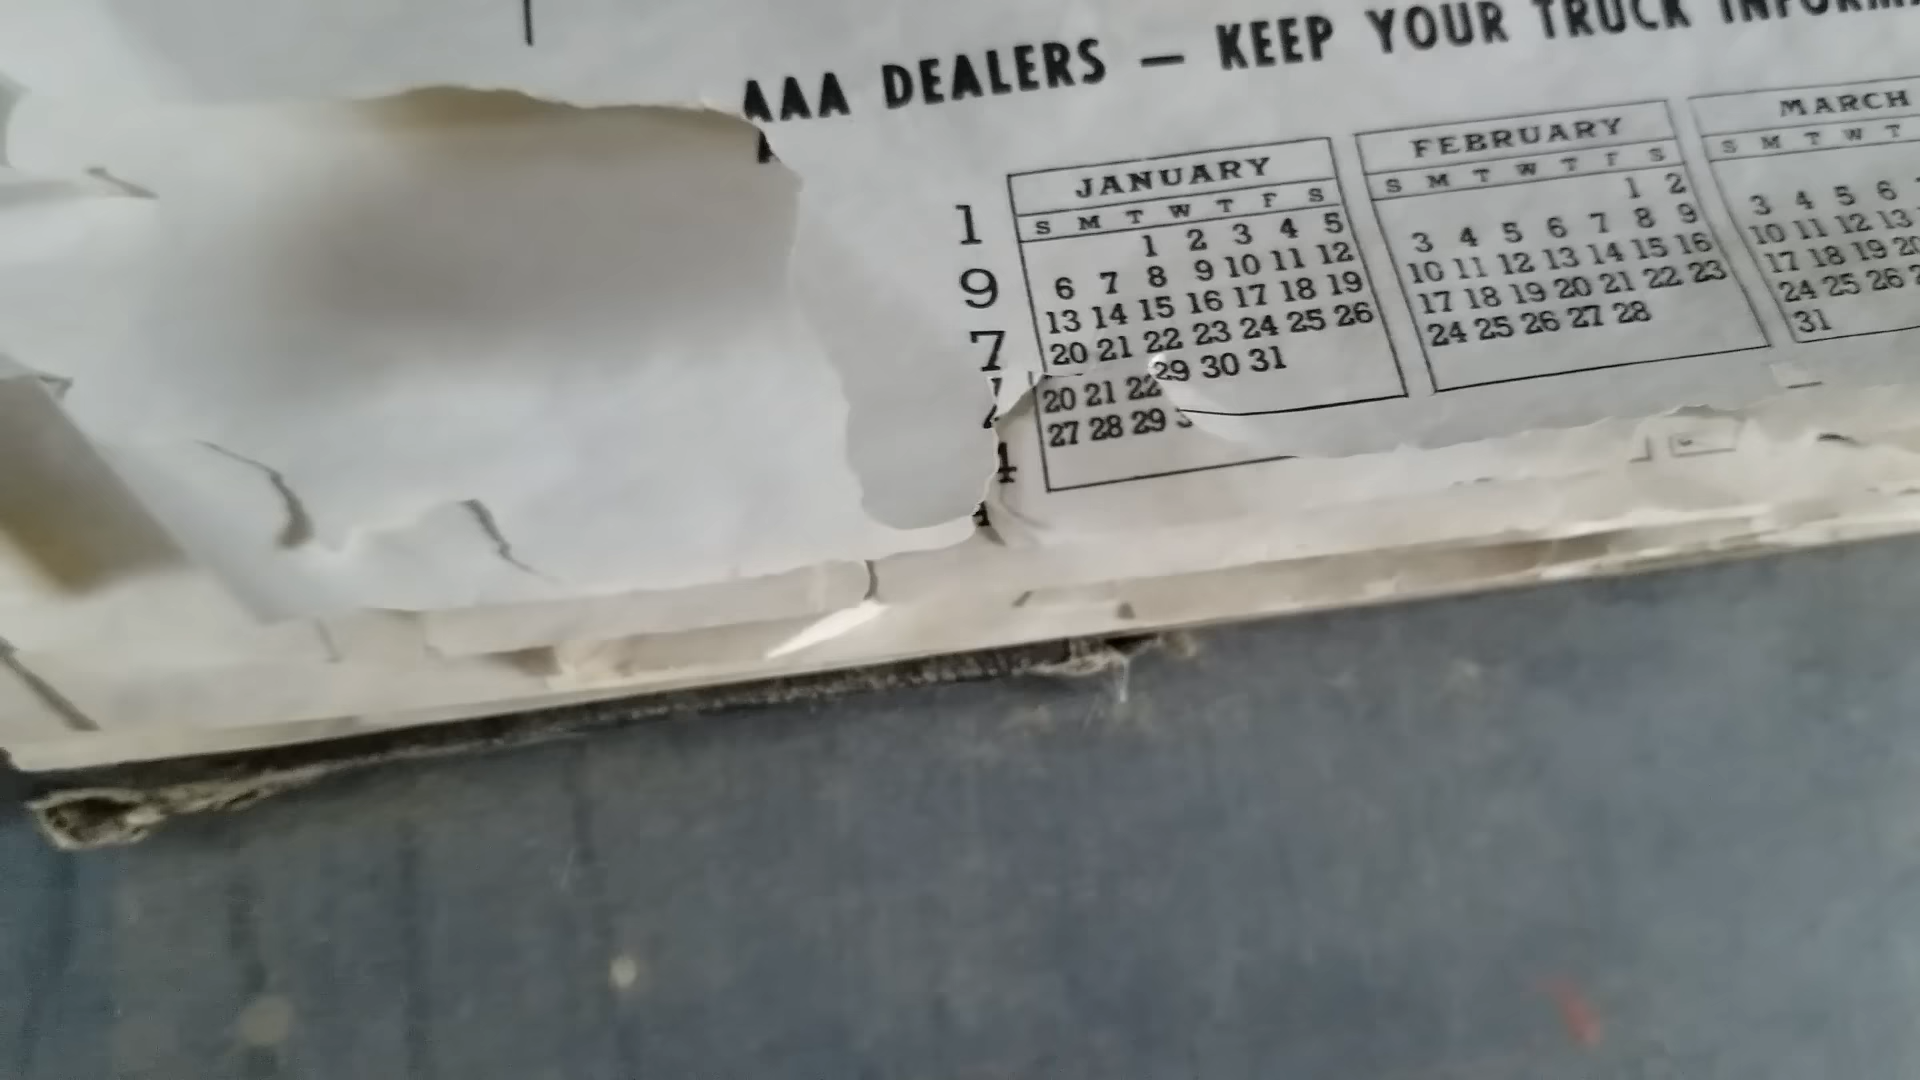 AAA DEALERS — KEEP YOUR TRUCK
JANUARY
S M T W T F S
1 2 3 4 5
6 7 8 9 10 11 12
13 14 15 16 17 18 19
20 21 22 23 24 25 26
29 30 31
20 21 22
27 28 29
FEBRUARY
S M T W T F S
1 2
3 4 5 6 7 8 9
10 11 12 13 14 15 16
17 18 19 20 21 22 23
24 25 26 27 28
MARCH
S M T W T
3 4 5 6
10 11 12 13
17 18 19 20
24 25 26
31
1
9
7
4